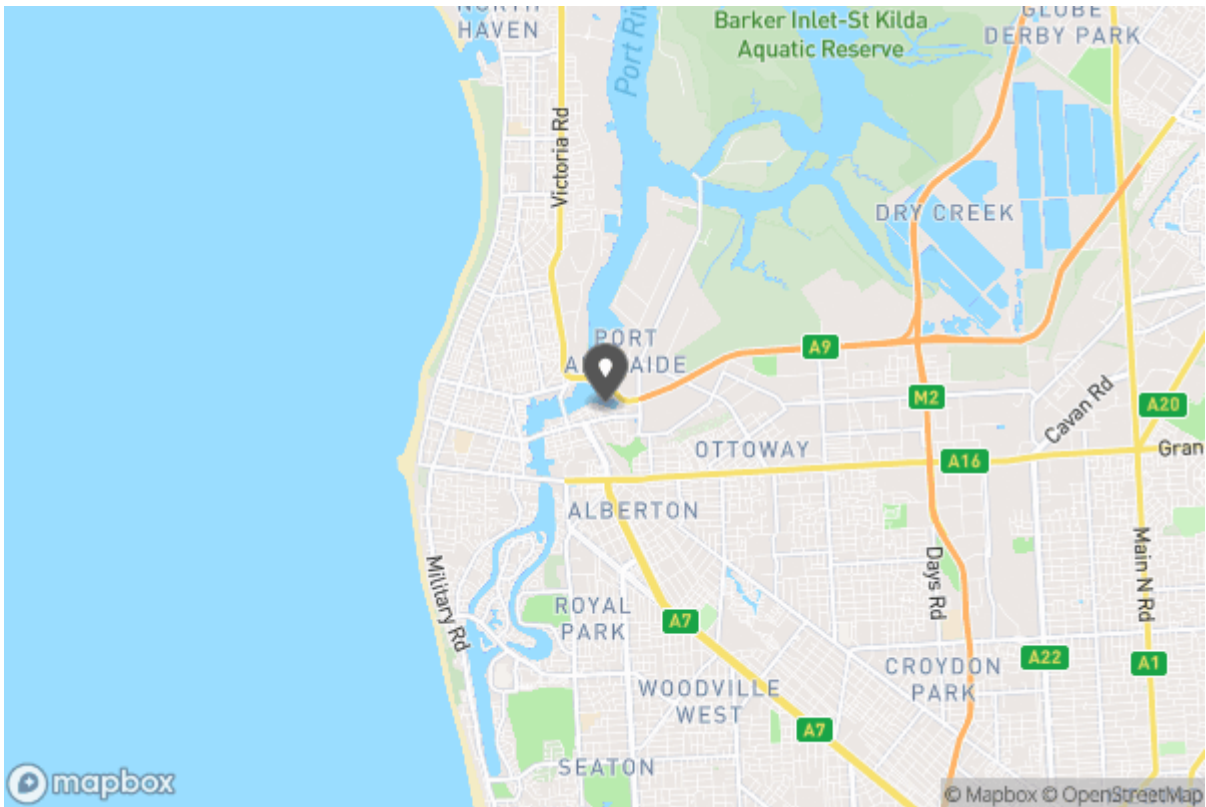 NORTH
HAVEN
Port River
Barker Inlet-St Kilda
Aquatic Reserve
GLOBE
DERBY PARK
Victoria Rd
DRY CREEK
PORT
ADELAIDE
A9
M2
Cavan Rd
A20
OTTOWAY
A16
Gran
ALBERTON
Military Rd
Days Rd
Main N Rd
ROYAL
PARK
A7
A22
A1
CROYDON
PARK
WOODVILLE
WEST
A7
SEATON
mapbox
© Mapbox © OpenStreetMap